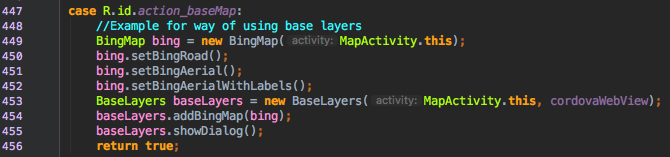 447 case R.id.action_baseMap:
448 //Example for way of using base layers
449 BingMap bing = new BingMap( activity: MapActivity.this);
450 bing.setBingRoad();
451 bing.setBingAerial();
452 bing.setBingAerialWithLabels();
453 BaseLayers baseLayers = new BaseLayers( activity: MapActivity.this, cordovaWebView);
454 baseLayers.addBingMap(bing);
455 baseLayers.showDialog();
456 return true;